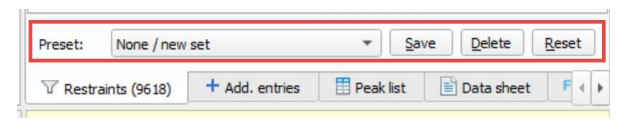 Preset: None / new set Save Delete Reset
Restraints (9618) + Add. entries Peak list Data sheet F